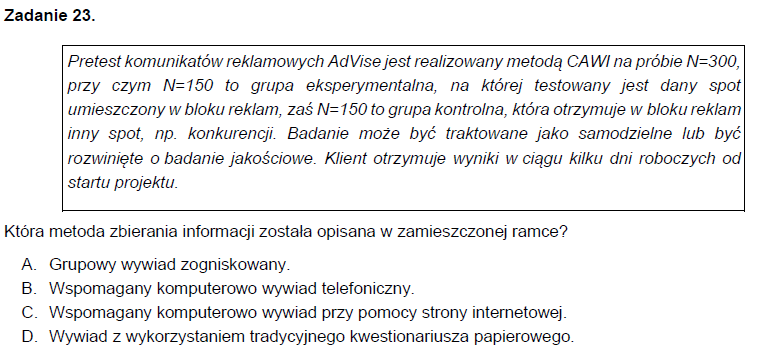 Zadanie 23.
Pretest komunikatów reklamowych AdVise jest realizowany metodą CAWI na próbie N=300,
przy czym N=150 to grupa eksperymentalna, na której testowany jest dany spot
umieszczony w bloku reklam, zaś N=150 to grupa kontrolna, która otrzymuje w bloku reklam
inny spot, np. konkurencji. Badanie może być traktowane jako samodzielne lub być
rozwinięte o badanie jakościowe. Klient otrzymuje wyniki w ciągu kilku dni roboczych od
startu projektu.
Która metoda zbierania informacji została opisana w zamieszczonej ramce?
A. Grupowy wywiad zogniskowany.
B. Wspomagany komputerowo wywiad telefoniczny.
C. Wspomagany komputerowo wywiad przy pomocy strony internetowej.
D. Wywiad z wykorzystaniem tradycyjnego kwestionariusza papierowego.